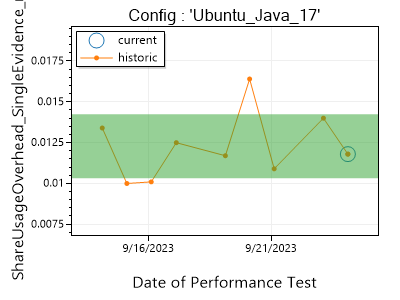 Config : 'Ubuntu_Java_17'
current
historic
ShareUsageOverhead_SingleEvidence_
0.0175
0.015
0.0125
0.01
0.0075
9/16/2023
9/21/2023
Date of Performance Test